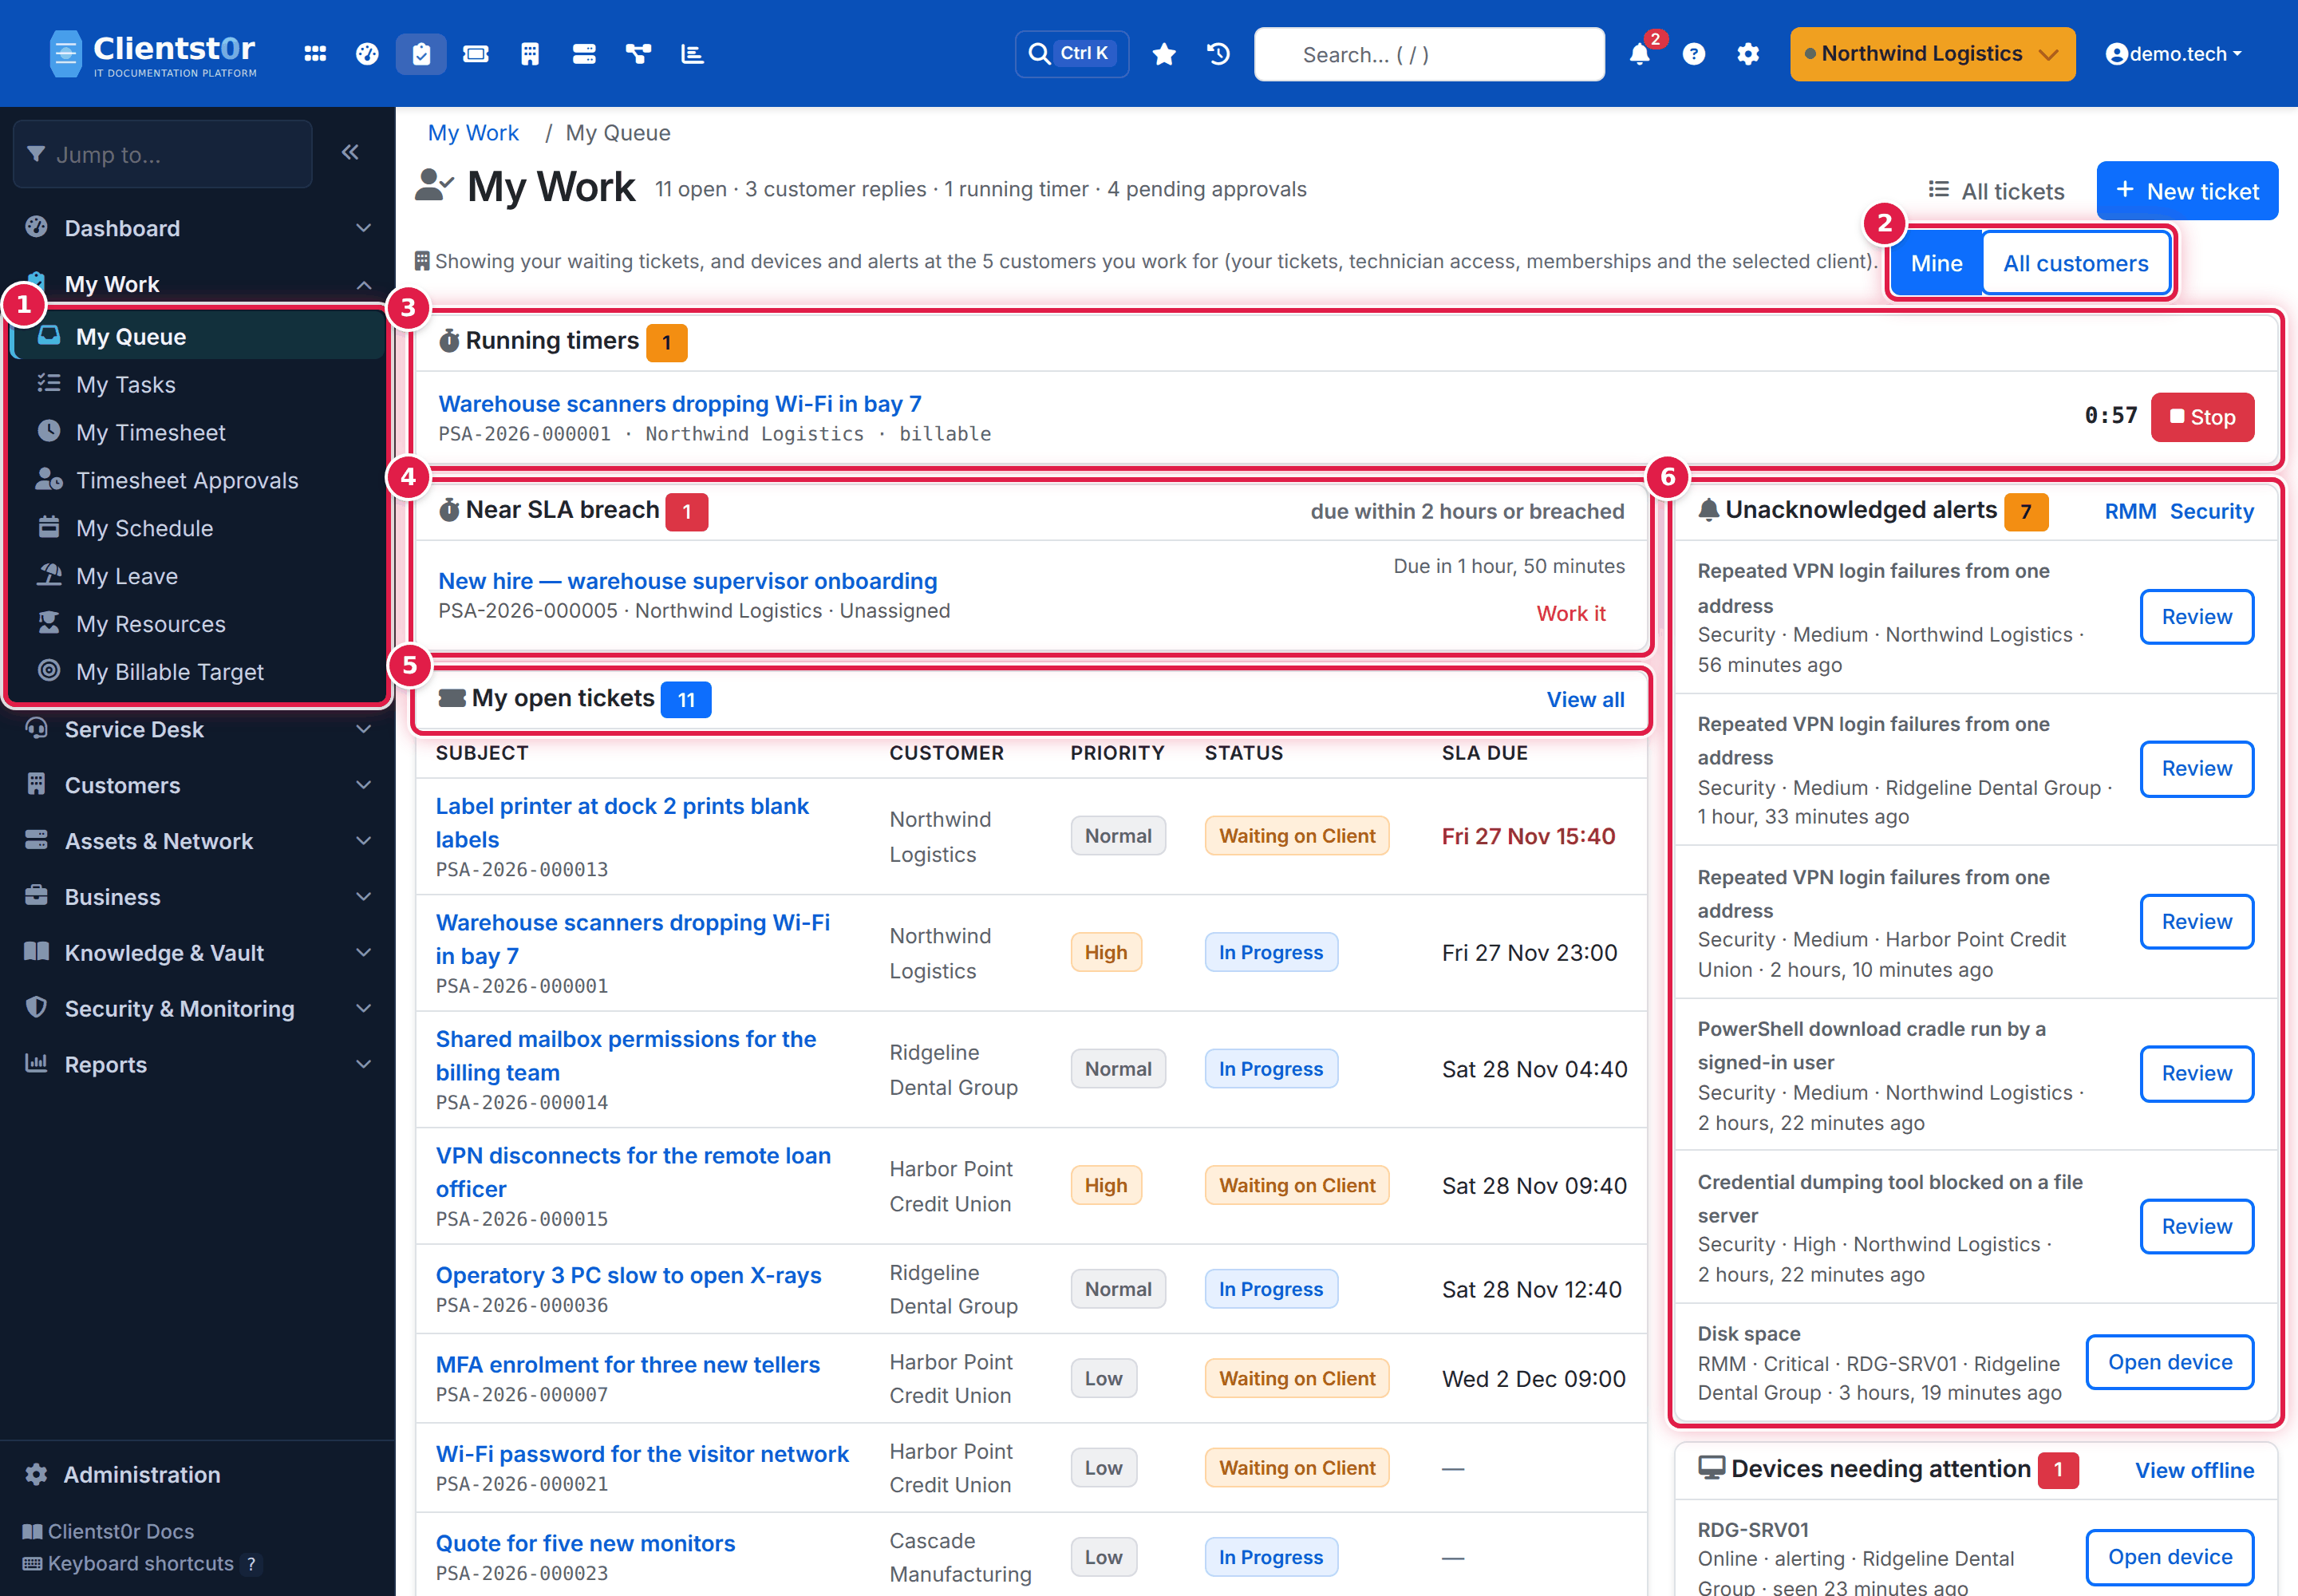 Clientst0r
IT DOCUMENTATION PLATFORM
Ctrl K
Search... ( / )
2
Northwind Logistics
demo.tech
Jump to...
Dashboard
My Work
1
My Queue
My Tasks
My Timesheet
Timesheet Approvals
My Schedule
My Leave
My Resources
My Billable Target
Service Desk
Customers
Assets & Network
Business
Knowledge & Vault
Security & Monitoring
Reports
Administration
Clientst0r Docs
Keyboard shortcuts ?
My Work / My Queue
My Work 11 open · 3 customer replies · 1 running timer · 4 pending approvals
All tickets
+ New ticket
2
Showing your waiting tickets, and devices and alerts at the 5 customers you work for (your tickets, technician access, memberships and the selected client).
Mine
All customers
3
Running timers 1
Warehouse scanners dropping Wi-Fi in bay 7
PSA-2026-000001 · Northwind Logistics · billable
0:57
Stop
4
Near SLA breach 1
due within 2 hours or breached
New hire — warehouse supervisor onboarding
PSA-2026-000005 · Northwind Logistics · Unassigned
Due in 1 hour, 50 minutes
Work it
5
My open tickets 11
View all
SUBJECT CUSTOMER PRIORITY STATUS SLA DUE
Label printer at dock 2 prints blank
labels
PSA-2026-000013
Northwind
Logistics
Normal
Waiting on Client
Fri 27 Nov 15:40
Warehouse scanners dropping Wi-Fi
in bay 7
PSA-2026-000001
Northwind
Logistics
High
In Progress
Fri 27 Nov 23:00
Shared mailbox permissions for the
billing team
PSA-2026-000014
Ridgeline
Dental Group
Normal
In Progress
Sat 28 Nov 04:40
VPN disconnects for the remote loan
officer
PSA-2026-000015
Harbor Point
Credit Union
High
Waiting on Client
Sat 28 Nov 09:40
Operatory 3 PC slow to open X-rays
PSA-2026-000036
Ridgeline
Dental Group
Normal
In Progress
Sat 28 Nov 12:40
MFA enrolment for three new tellers
PSA-2026-000007
Harbor Point
Credit Union
Low
Waiting on Client
Wed 2 Dec 09:00
Wi-Fi password for the visitor network
PSA-2026-000021
Harbor Point
Credit Union
Low
Waiting on Client
—
Quote for five new monitors
PSA-2026-000023
Cascade
Manufacturing
Low
In Progress
—
6
Unacknowledged alerts 7
RMM Security
Repeated VPN login failures from one
address
Security · Medium · Northwind Logistics ·
56 minutes ago
Review
Repeated VPN login failures from one
address
Security · Medium · Ridgeline Dental Group ·
1 hour, 33 minutes ago
Review
Repeated VPN login failures from one
address
Security · Medium · Harbor Point Credit
Union · 2 hours, 10 minutes ago
Review
PowerShell download cradle run by a
signed-in user
Security · Medium · Northwind Logistics ·
2 hours, 22 minutes ago
Review
Credential dumping tool blocked on a file
server
Security · High · Northwind Logistics ·
2 hours, 22 minutes ago
Review
Disk space
RMM · Critical · RDG-SRV01 · Ridgeline
Dental Group · 3 hours, 19 minutes ago
Open device
Devices needing attention 1
View offline
RDG-SRV01
Online · alerting · Ridgeline Dental
Group · seen 23 minutes ago
Open device